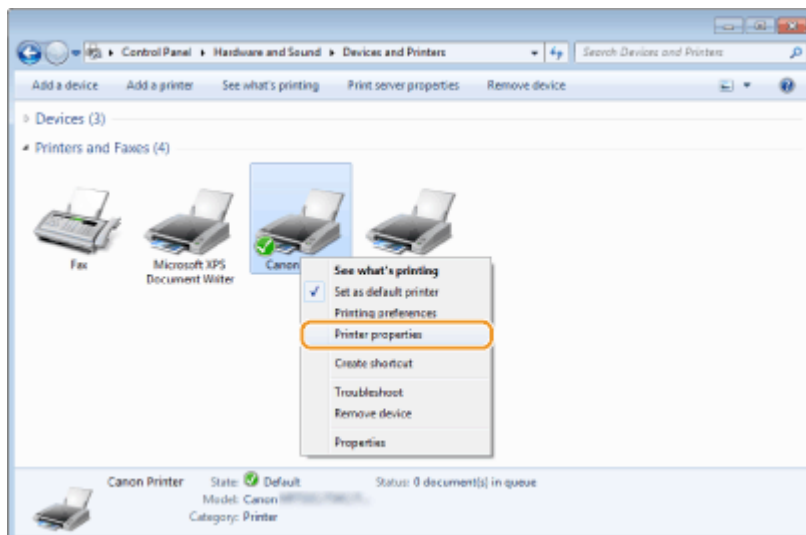 Control Panel Hardware and Sound Devices and Printers Search Devices and Printers
Add a device Add a printer See what's printing Print server properties Remove device
Devices (3)
Printers and Faxes (4)
Fax
Microsoft XPS
Document Writer
Canon
See what's printing
Set as default printer
Printing preferences
Printer properties
Create shortcut
Troubleshoot
Remove device
Properties
Canon Printer State: Default Status: 0 document(s) in queue
Model: Canon
Category: Printer